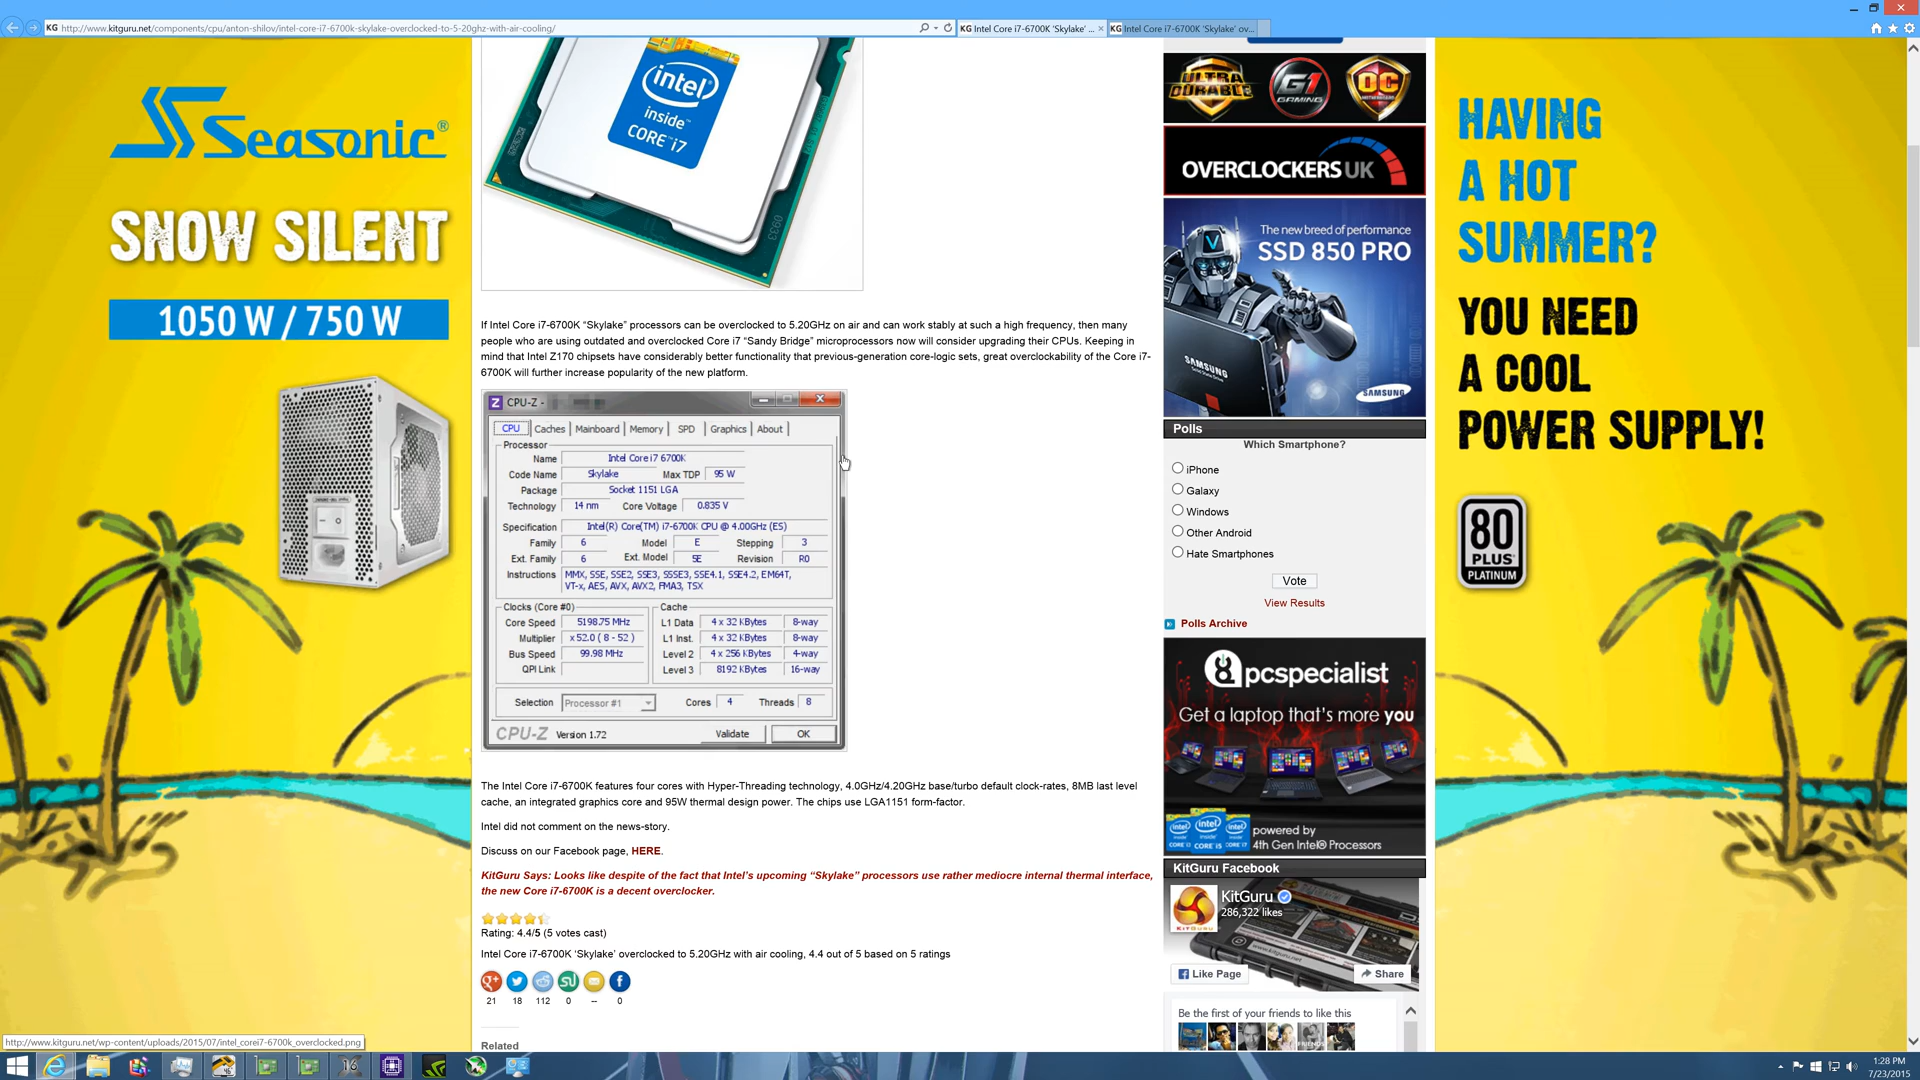 KG http://www.kitguru.net/components/cpu/anton-shilov/intel-core-i7-6700k-skylake-overclocked-to-5-20ghz-with-air-cooling/
KG Intel Core i7-6700K 'Skylake' ...
KG Intel Core i7-6700K 'Skylake' ov...
Seasonic®
SNOW SILENT
1050 W / 750 W
intel
inside™
CORE™ i7
If Intel Core i7-6700K “Skylake” processors can be overclocked to 5.20GHz on air and can work stably at such a high frequency, then many
people who are using outdated and overclocked Core i7 “Sandy Bridge” microprocessors now will consider upgrading their CPUs. Keeping in
mind that Intel Z170 chipsets have considerably better functionality that previous-generation core-logic sets, great overclockability of the Core i7-
6700K will further increase popularity of the new platform.
CPU-Z -
CPU Caches Mainboard Memory SPD Graphics About
Processor
Name Intel Core i7 6700K
Code Name Skylake Max TDP 95 W
Package Socket 1151 LGA
Technology 14 nm Core Voltage 0.835 V
Specification Intel(R) Core(TM) i7-6700K CPU @ 4.00GHz (ES)
Family 6 Model E Stepping 3
Ext. Family 6 Ext. Model 5E Revision R0
Instructions MMX, SSE, SSE2, SSE3, SSSE3, SSE4.1, SSE4.2, EM64T,
VT-x, AES, AVX, AVX2, FMA3, TSX
Clocks (Core #0) Cache
Core Speed 5198.75 MHz L1 Data 4 x 32 KBytes 8-way
Multiplier x 52.0 ( 8 - 52 ) L1 Inst. 4 x 32 KBytes 8-way
Bus Speed 99.98 MHz Level 2 4 x 256 KBytes 4-way
QPI Link Level 3 8192 KBytes 16-way
Selection Processor #1 Cores 4 Threads 8
CPU-Z Version 1.72 Validate OK
The Intel Core i7-6700K features four cores with Hyper-Threading technology, 4.0GHz/4.20GHz base/turbo default clock-rates, 8MB last level
cache, an integrated graphics core and 95W thermal design power. The chips use LGA1151 form-factor.
Intel did not comment on the news-story.
Discuss on our Facebook page, HERE.
KitGuru Says: Looks like despite of the fact that Intel’s upcoming “Skylake” processors use rather mediocre internal thermal interface,
the new Core i7-6700K is a decent overclocker.
Rating: 4.4/5 (5 votes cast)
Intel Core i7-6700K ‘Skylake’ overclocked to 5.20GHz with air cooling, 4.4 out of 5 based on 5 ratings
21 18 112 0 -- 0
Related
ULTRA DURABLE
G1 GAMING
OC
OVERCLOCKERS UK
The new breed of performance
SSD 850 PRO
SAMSUNG
SAMSUNG
Polls
Which Smartphone?
iPhone
Galaxy
Windows
Other Android
Hate Smartphones
Vote
View Results
Polls Archive
pcspecialist
Get a laptop that's more you
powered by
4th Gen Intel® Processors
KitGuru Facebook
KitGuru
286,322 likes
Like Page
Share
Be the first of your friends to like this
HAVING
A HOT
SUMMER?
YOU NEED
A COOL
POWER SUPPLY!
80
PLUS®
PLATINUM
http://www.kitguru.net/wp-content/uploads/2015/07/intel_corei7-6700k_overclocked.png
1:28 PM
7/23/2015